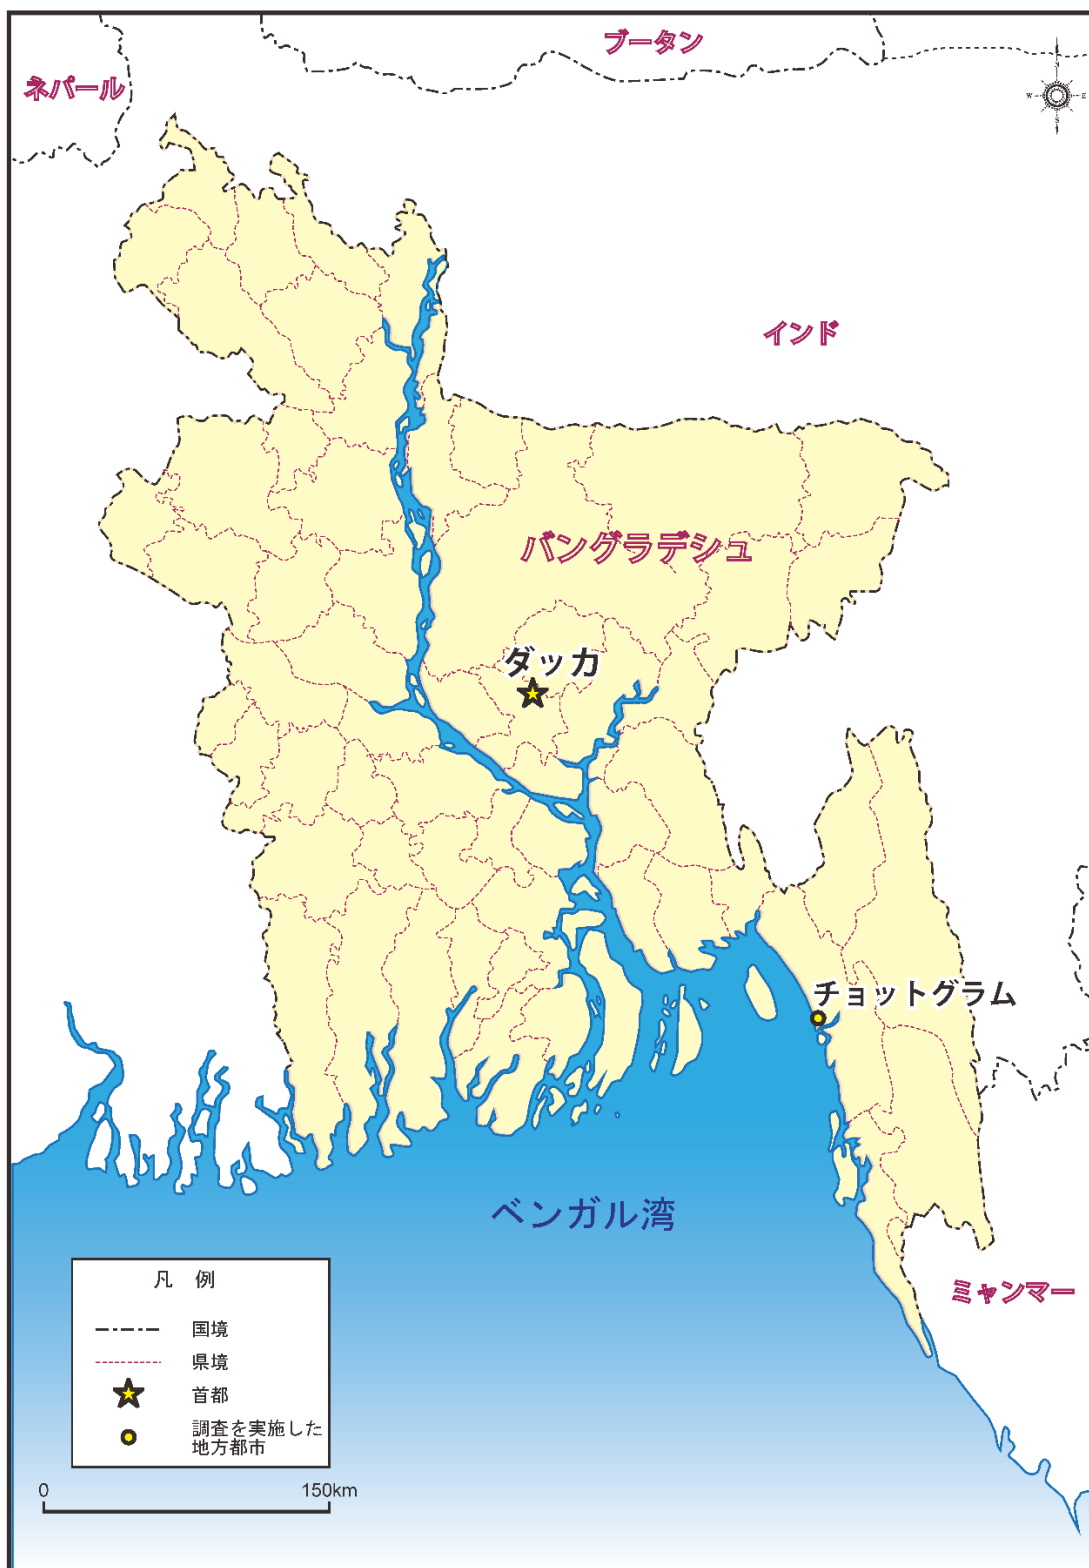 ブータン
ネパール
N
W
E
S
インド
バングラデシュ
ダッカ
チョットグラム
ベンガル湾
ミャンマー
凡 例
国境
県境
首都
調査を実施した
地方都市
0
150km